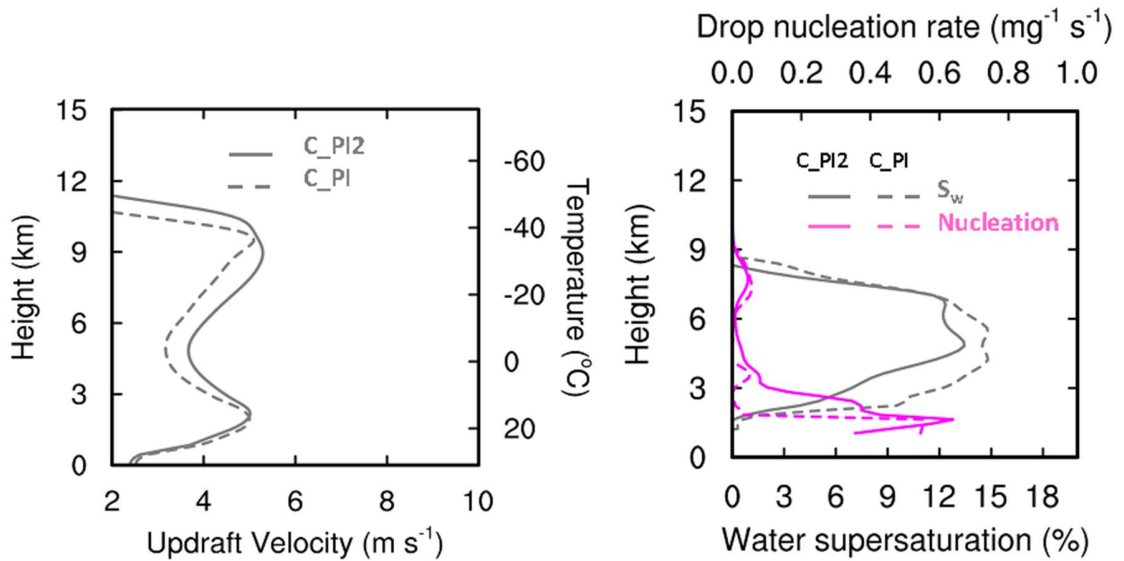 Drop nucleation rate (mg-1 s-1)
0.0 0.2 0.4 0.6 0.8 1.0
15
12
9
6
3
0
Height (km)
C_PI2
C_PI
2 4 6 8 10
Updraft Velocity (m s-1)
-60
-40
-20
0
20
Temperature (oC)
15
12
9
6
3
0
Height (km)
C_PI2 C_PI
Sw
Nucleation
0 3 6 9 12 15 18
Water supersaturation (%)